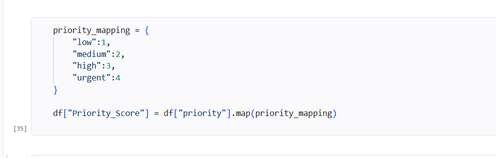 priority_mapping = {
    "low":1,
    "medium":2,
    "high":3,
    "urgent":4
}
df["Priority_Score"] = df["priority"].map(priority_mapping)
[35]